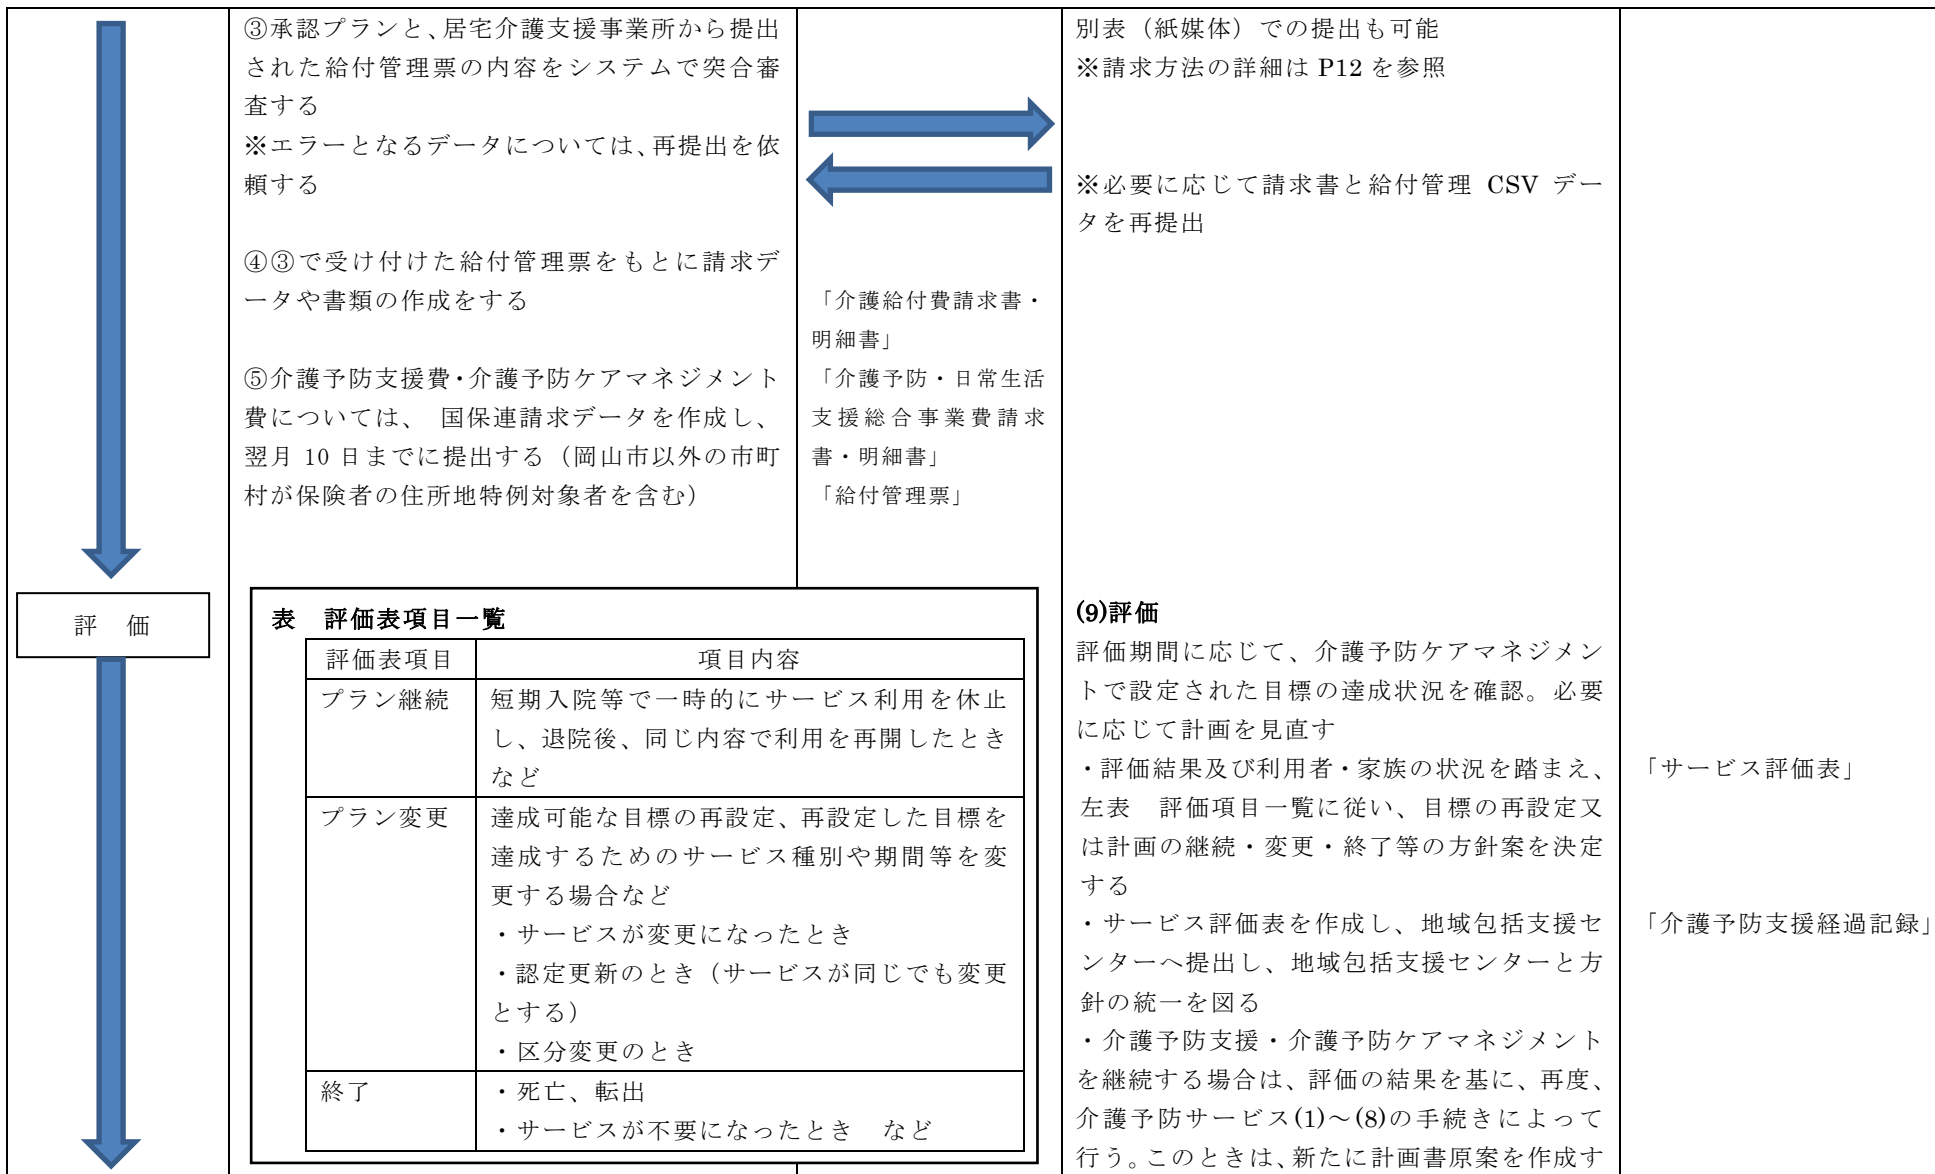 ③承認プランと、居宅介護支援事業所から提出
された給付管理票の内容をシステムで突合審
査する
※エラーとなるデータについては、再提出を依
頼する
④③で受け付けた給付管理票をもとに請求デ
ータや書類の作成をする
⑤介護予防支援費・介護予防ケアマネジメント
費については、 国保連請求データを作成し、
翌月 10 日までに提出する（岡山市以外の市町
村が保険者の住所地特例対象者を含む）
「介護給付費請求書・
明細書」
「介護予防・日常生活
支援総合事業費請求
書・明細書」
「給付管理票」
別表（紙媒体）での提出も可能
※請求方法の詳細は P12 を参照
※必要に応じて請求書と給付管理 CSV デー
タを再提出
評 価
表 評価表項目一覧
評価表項目 項目内容
プラン継続 短期入院等で一時的にサービス利用を休止
し、退院後、同じ内容で利用を再開したとき
など
プラン変更 達成可能な目標の再設定、再設定した目標を
達成するためのサービス種別や期間等を変
更する場合など
・サービスが変更になったとき
・認定更新のとき（サービスが同じでも変更
とする）
・区分変更のとき
終了 ・死亡、転出
・サービスが不要になったとき など
(9)評価
評価期間に応じて、介護予防ケアマネジメン
トで設定された目標の達成状況を確認。必要
に応じて計画を見直す
・評価結果及び利用者・家族の状況を踏まえ、
左表 評価項目一覧に従い、目標の再設定又
は計画の継続・変更・終了等の方針案を決定
する
・サービス評価表を作成し、地域包括支援セ
ンターへ提出し、地域包括支援センターと方
針の統一を図る
・介護予防支援・介護予防ケアマネジメント
を継続する場合は、評価の結果を基に、再度、
介護予防サービス(1)～(8)の手続きによって
行う。このときは、新たに計画書原案を作成す
「サービス評価表」
「介護予防支援経過記録」